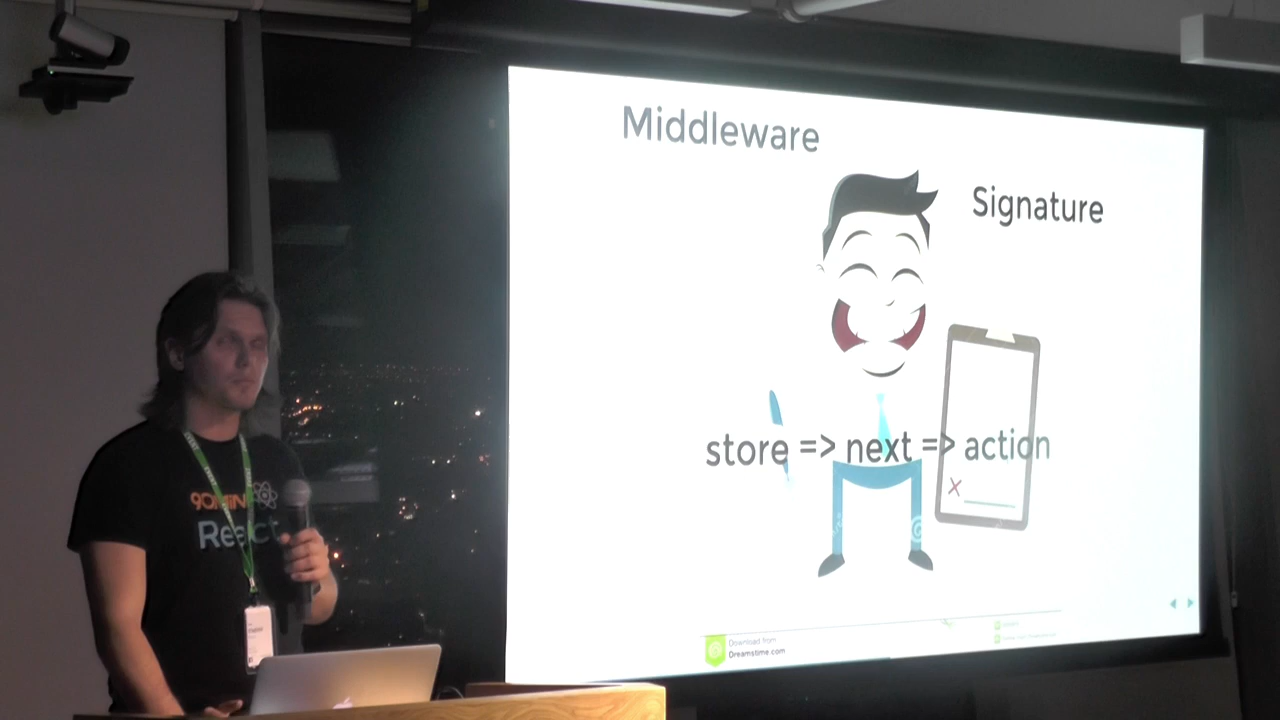 Middleware
Signature
store => next => action
X
Download from
Dreamstime.com
React